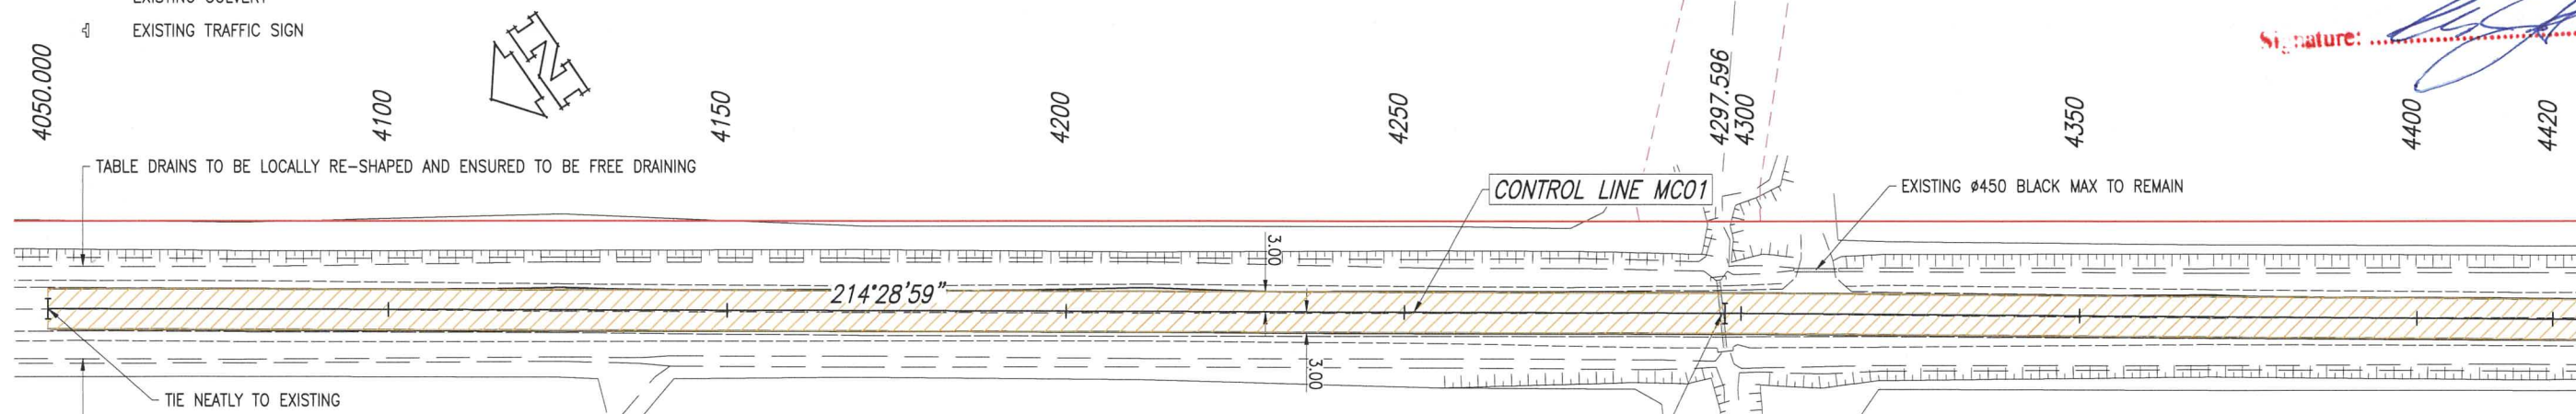 EXISTING CULVERT
EXISTING TRAFFIC SIGN
N
Signature:
4050.000
4100
4150
4200
4250
4297.596
4300
4350
4400
4420
TABLE DRAINS TO BE LOCALLY RE-SHAPED AND ENSURED TO BE FREE DRAINING
CONTROL LINE MC01
EXISTING ø450 BLACK MAX TO REMAIN
3.00
214°28'59"
3.00
TIE NEATLY TO EXISTING